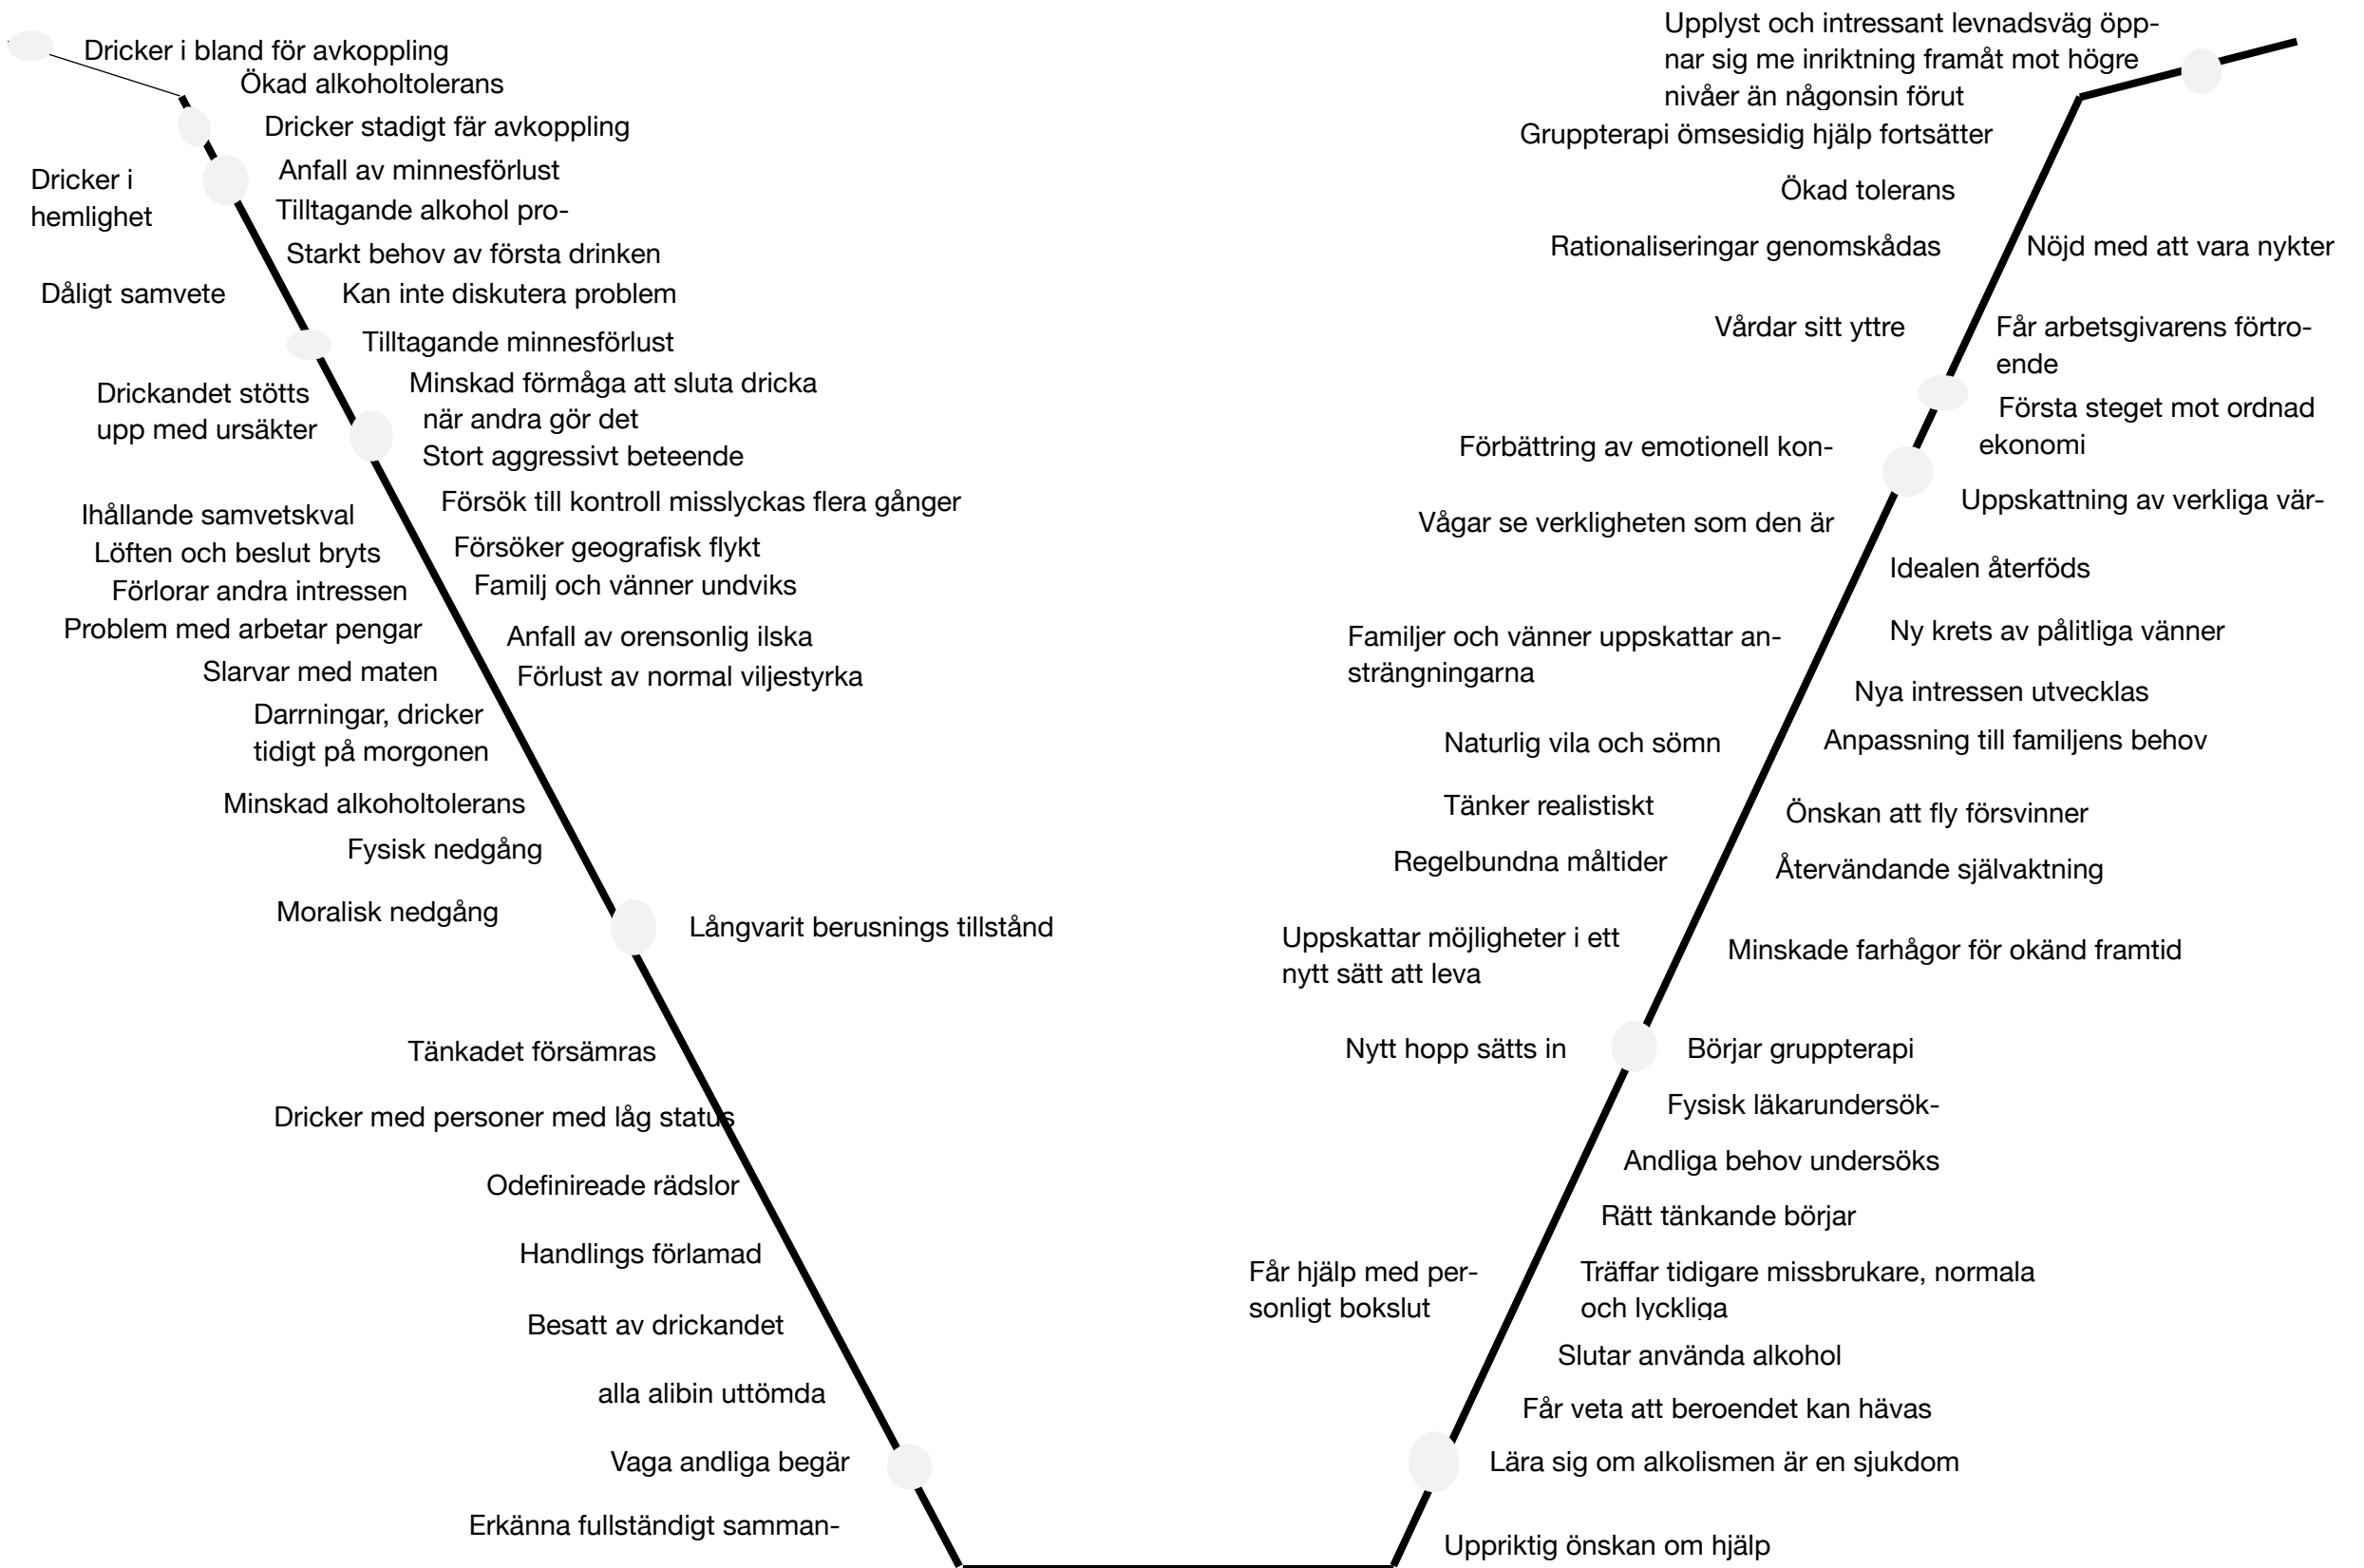 Dricker i bland för avkoppling
Ökad alkoholtolerans
Dricker stadigt fär avkoppling
Anfall av minnesförlust
Dricker i
hemlighet
Tilltagande alkohol pro-
Starkt behov av första drinken
Dåligt samvete
Kan inte diskutera problem
Tilltagande minnesförlust
Drickandet stötts
upp med ursäkter
Minskad förmåga att sluta dricka
när andra gör det
Stort aggressivt beteende
Försök till kontroll misslyckas flera gånger
Ihållande samvetskval
Löften och beslut bryts
Försöker geografisk flykt
Förlorar andra intressen
Familj och vänner undviks
Problem med arbetar pengar
Anfall av orensonlig ilska
Slarvar med maten
Förlust av normal viljestyrka
Darrningar, dricker
tidigt på morgonen
Minskad alkoholtolerans
Fysisk nedgång
Moralisk nedgång
Långvarit berusnings tillstånd
Tänkadet försämras
Dricker med personer med låg status
Odefinireade rädslor
Handlings förlamad
Besatt av drickandet
alla alibin uttömda
Vaga andliga begär
Erkänna fullständigt samman-
Upplyst och intressant levnadsväg öpp-
nar sig me inriktning framåt mot högre
nivåer än någonsin förut
Gruppterapi ömsesidig hjälp fortsätter
Ökad tolerans
Rationaliseringar genomskådas
Nöjd med att vara nykter
Vårdar sitt yttre
Får arbetsgivarens förtro-
ende
Första steget mot ordnad
ekonomi
Förbättring av emotionell kon-
Uppskattning av verkliga vär-
Vågar se verkligheten som den är
Idealen återföds
Familjer och vänner uppskattar an-
strängningarna
Ny krets av pålitliga vänner
Nya intressen utvecklas
Naturlig vila och sömn
Anpassning till familjens behov
Tänker realistiskt
Önskan att fly försvinner
Regelbundna måltider
Återvändande självaktning
Uppskattar möjligheter i ett
nytt sätt att leva
Minskade farhågor för okänd framtid
Nytt hopp sätts in
Börjar gruppterapi
Fysisk läkarundersök-
Andliga behov undersöks
Rätt tänkande börjar
Får hjälp med per-
sonligt bokslut
Träffar tidigare missbrukare, normala
och lyckliga
Slutar använda alkohol
Får veta att beroendet kan hävas
Lära sig om alkolismen är en sjukdom
Uppriktig önskan om hjälp